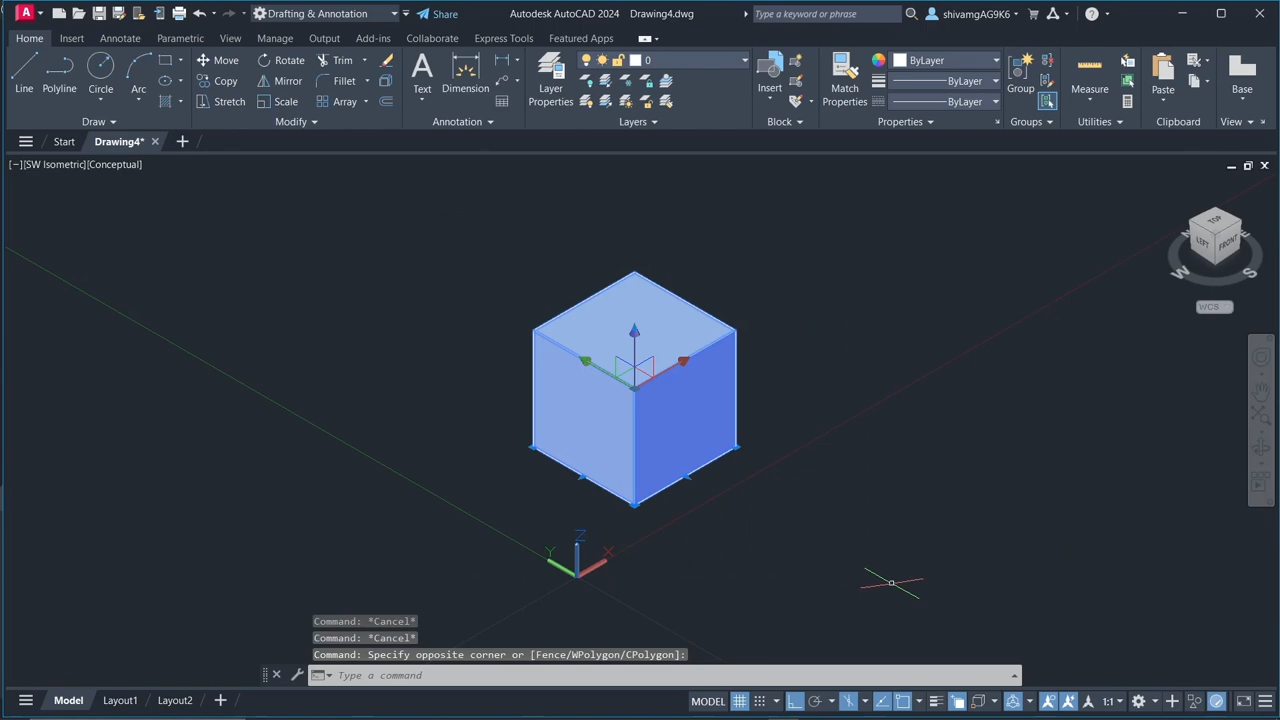 Drafting & Annotation
Share
Autodesk AutoCAD 2024 Drawing4.dwg
Type a keyword or phrase
shivamgAG9K6
Home Insert Annotate Parametric View Manage Output Add-ins Collaborate Express Tools Featured Apps
Line Polyline Circle Arc
Move Rotate Trim
Copy Mirror Fillet
Stretch Scale Array
Text Dimension
Layer Properties
0
Insert
Match Properties
ByLayer
ByLayer
ByLayer
Group
Measure
Paste
Base
Draw Modify Annotation Layers Block Properties Groups Utilities Clipboard View
Start Drawing4*
[−][SW Isometric][Conceptual]
TOP
LEFT FRONT
N E
W S
WCS
Z
Y X
Command: *Cancel*
Command: *Cancel*
Command: Specify opposite corner or [Fence/WPolygon/CPolygon]:
Type a command
Model Layout1 Layout2
MODEL
1:1